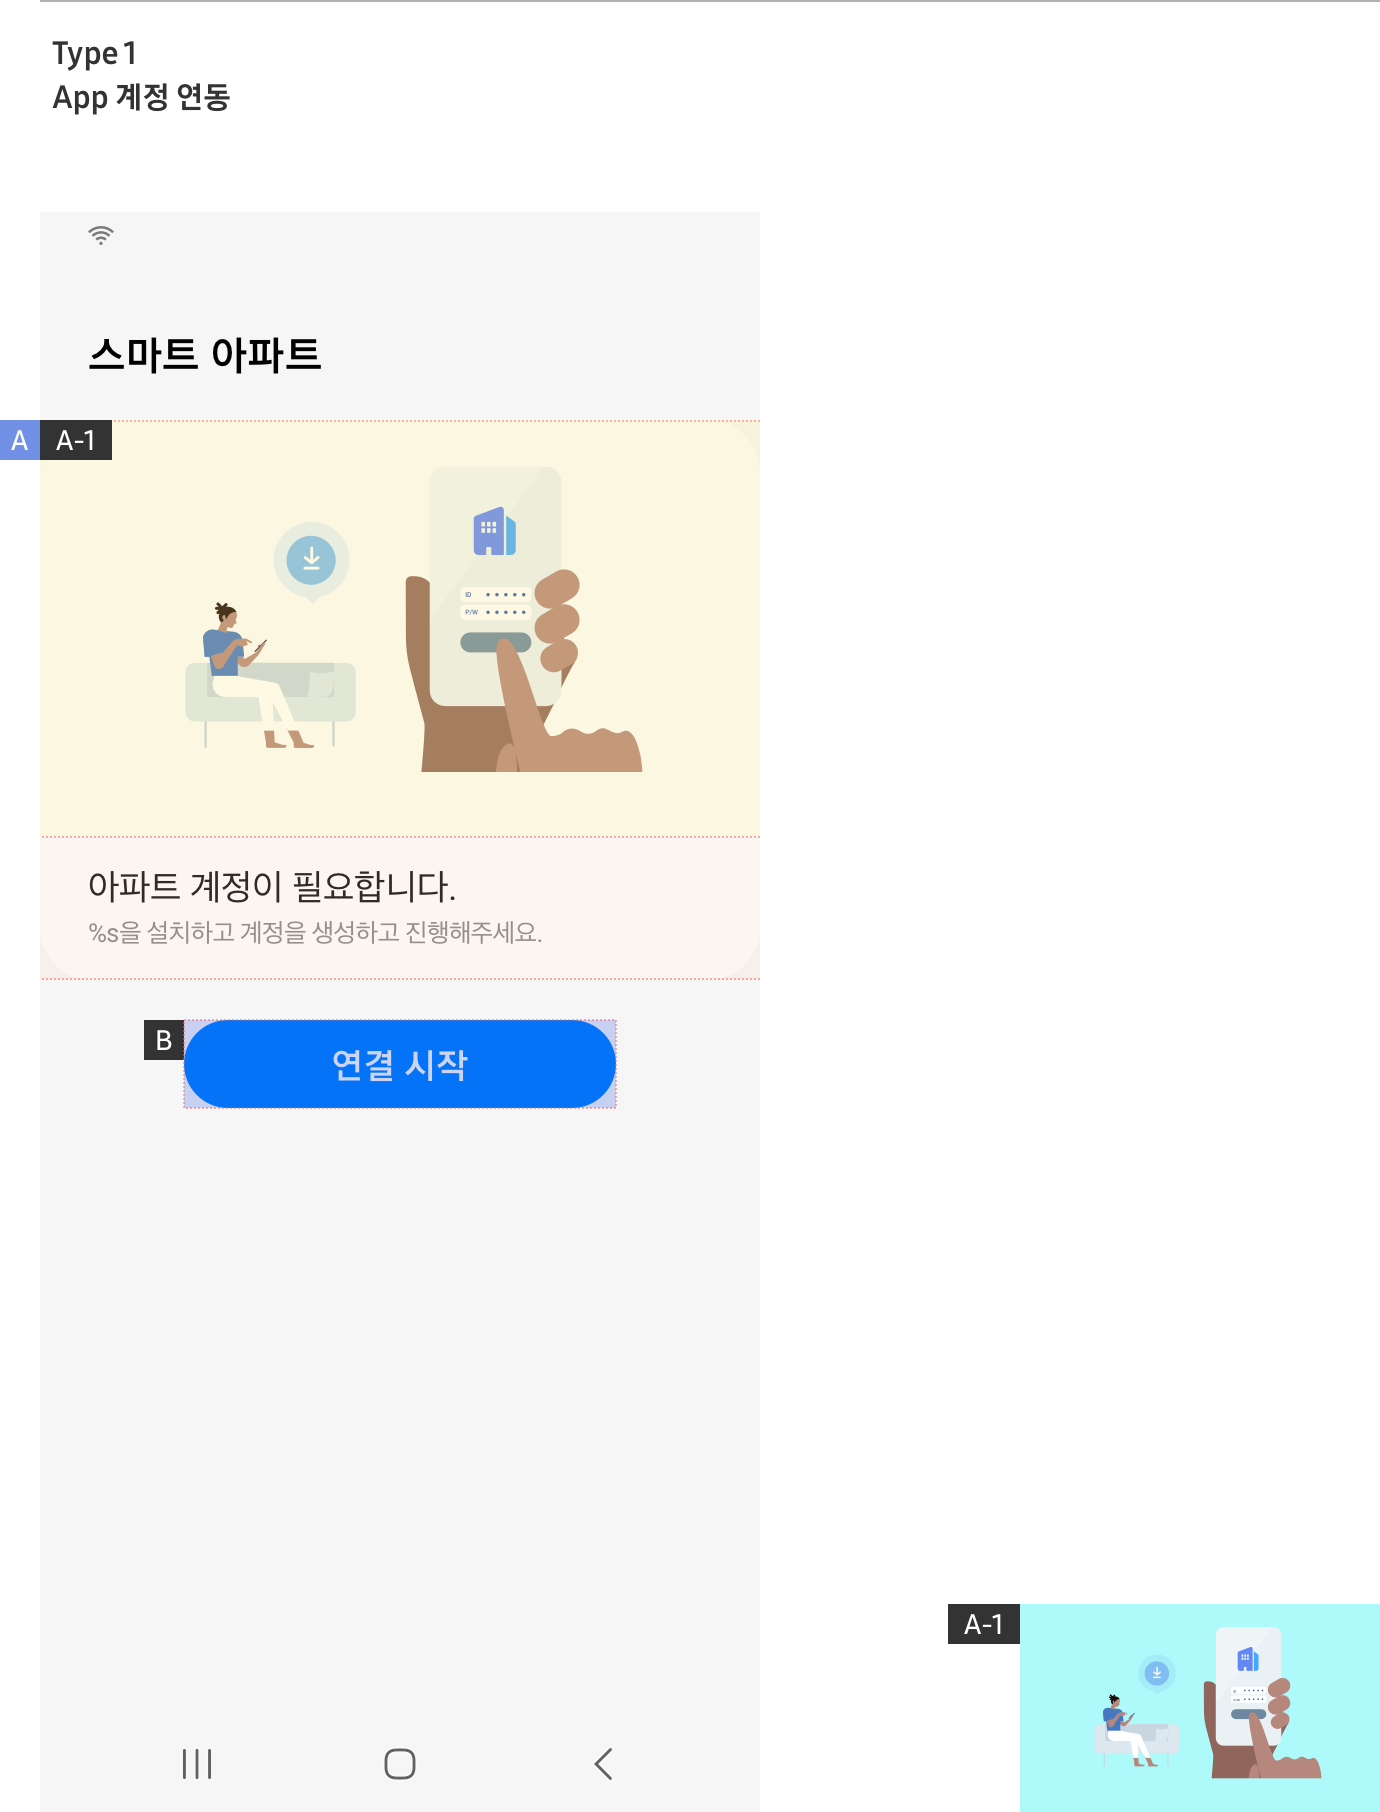 Type 1
App 계정 연동
스마트 아파트
A
A-1
ID
P/W
아파트 계정이 필요합니다.
%s을 설치하고 계정을 생성하고 진행해주세요.
B
연결 시작
A-1